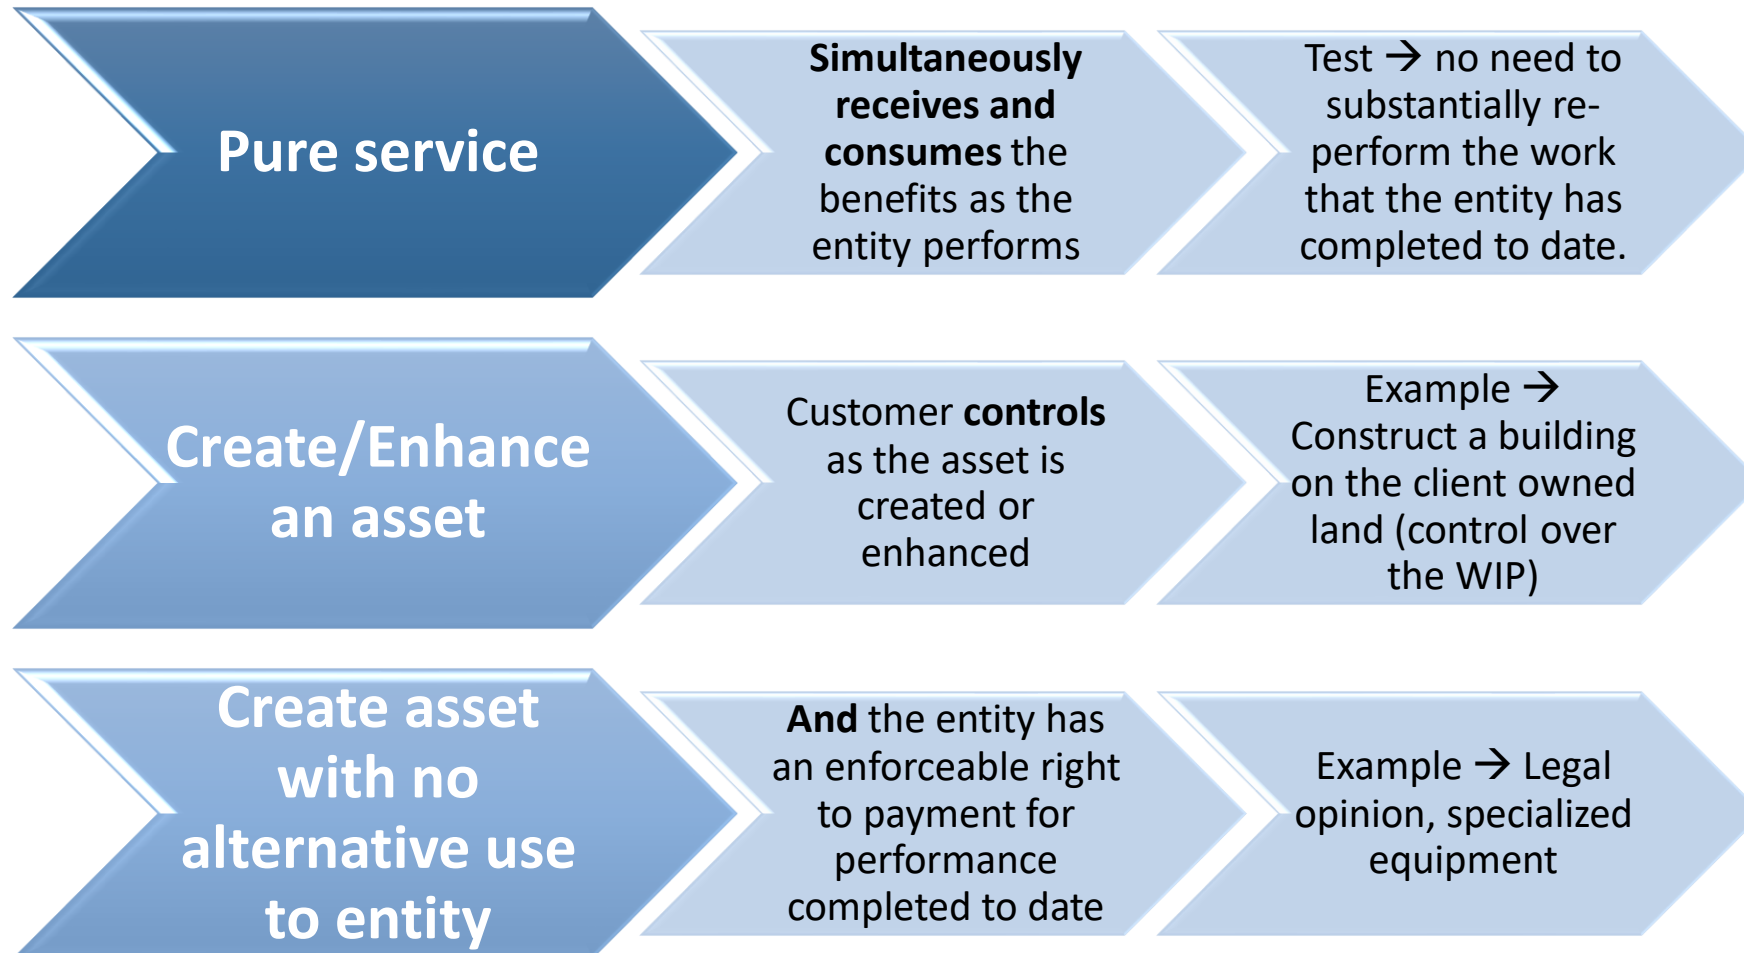 Pure service
Simultaneously
receives and
consumes the
benefits as the
entity performs
Test → no need to
substantially re-
perform the work
that the entity has
completed to date.
Create/Enhance
an asset
Customer controls
as the asset is
created or
enhanced
Example →
Construct a building
on the client owned
land (control over
the WIP)
Create asset
with no
alternative use
to entity
And the entity has
an enforceable right
to payment for
performance
completed to date
Example → Legal
opinion, specialized
equipment